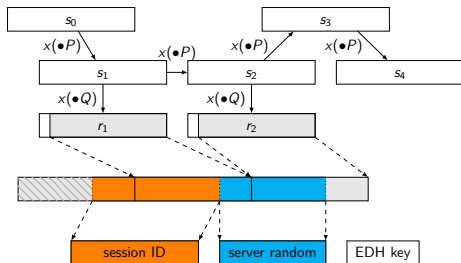 s₀
s₃
x(•P)
x(•P)
x(•P)
x(•P)
s₁
s₂
s₄
x(•Q)
x(•Q)
r₁
r₂
session ID
server random
EDH key